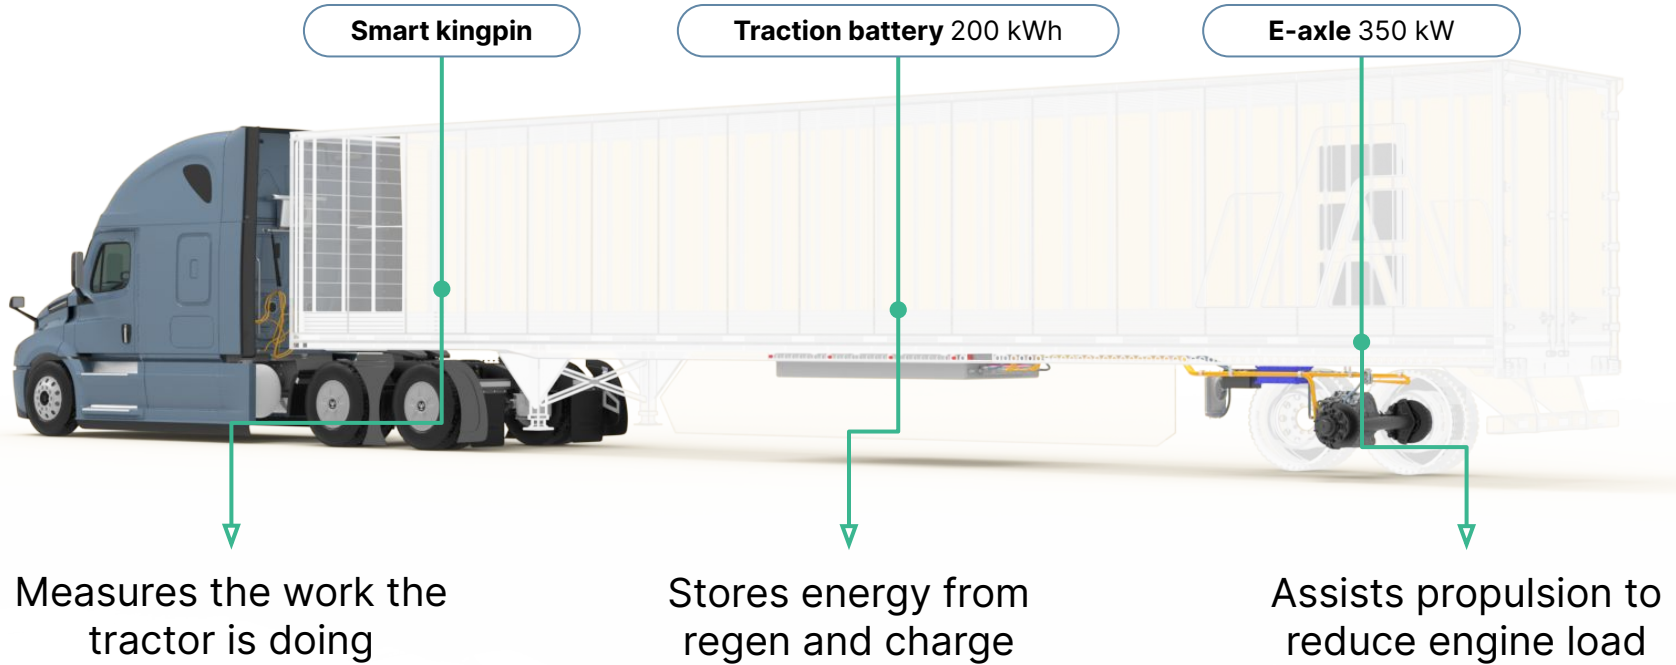 Smart kingpin
Traction battery 200 kWh
E-axle 350 kW
Measures the work the
tractor is doing
Stores energy from
regen and charge
Assists propulsion to
reduce engine load